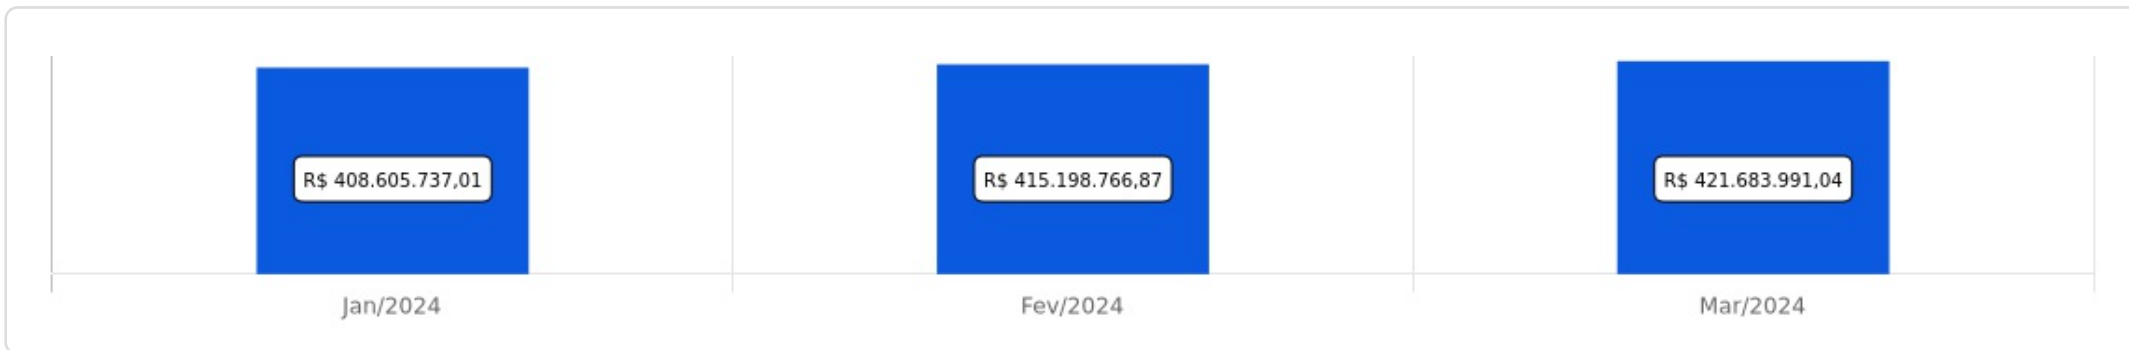 R$ 408.605.737,01
R$ 415.198.766,87
R$ 421.683.991,04
Jan/2024
Fev/2024
Mar/2024